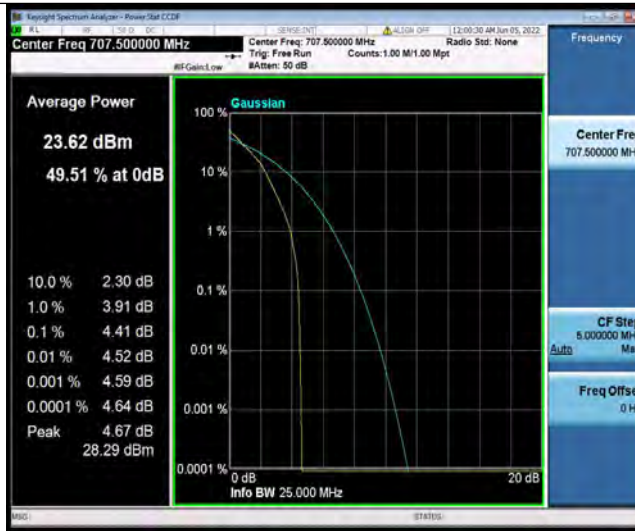 Keysight Spectrum Analyzer - Power Stat CCDF
RL RF 50 Ω DC SENSE:INT ALIGN OFF 12:00:30 AM Jun 05, 2022
Center Freq 707.500000 MHz
Center Freq: 707.500000 MHz Radio Std: None
Trig: Free Run Counts:1.00 M/1.00 Mpt
#IFGain:Low #Atten: 50 dB
Frequency
Average Power
23.62 dBm
49.51 % at 0dB
10.0 % 2.30 dB
1.0 % 3.91 dB
0.1 % 4.41 dB
0.01 % 4.52 dB
0.001 % 4.59 dB
0.0001 % 4.64 dB
Peak 4.67 dB
28.29 dBm
Gaussian
100 %
10 %
1 %
0.1 %
0.01 %
0.001 %
0.0001 %
0 dB 20 dB
Info BW 25.000 MHz
Center Fre
707.500000 MH
CF Ste
5.000000 MH
Auto Ma
Freq Offse
0 H
MSG STATUS